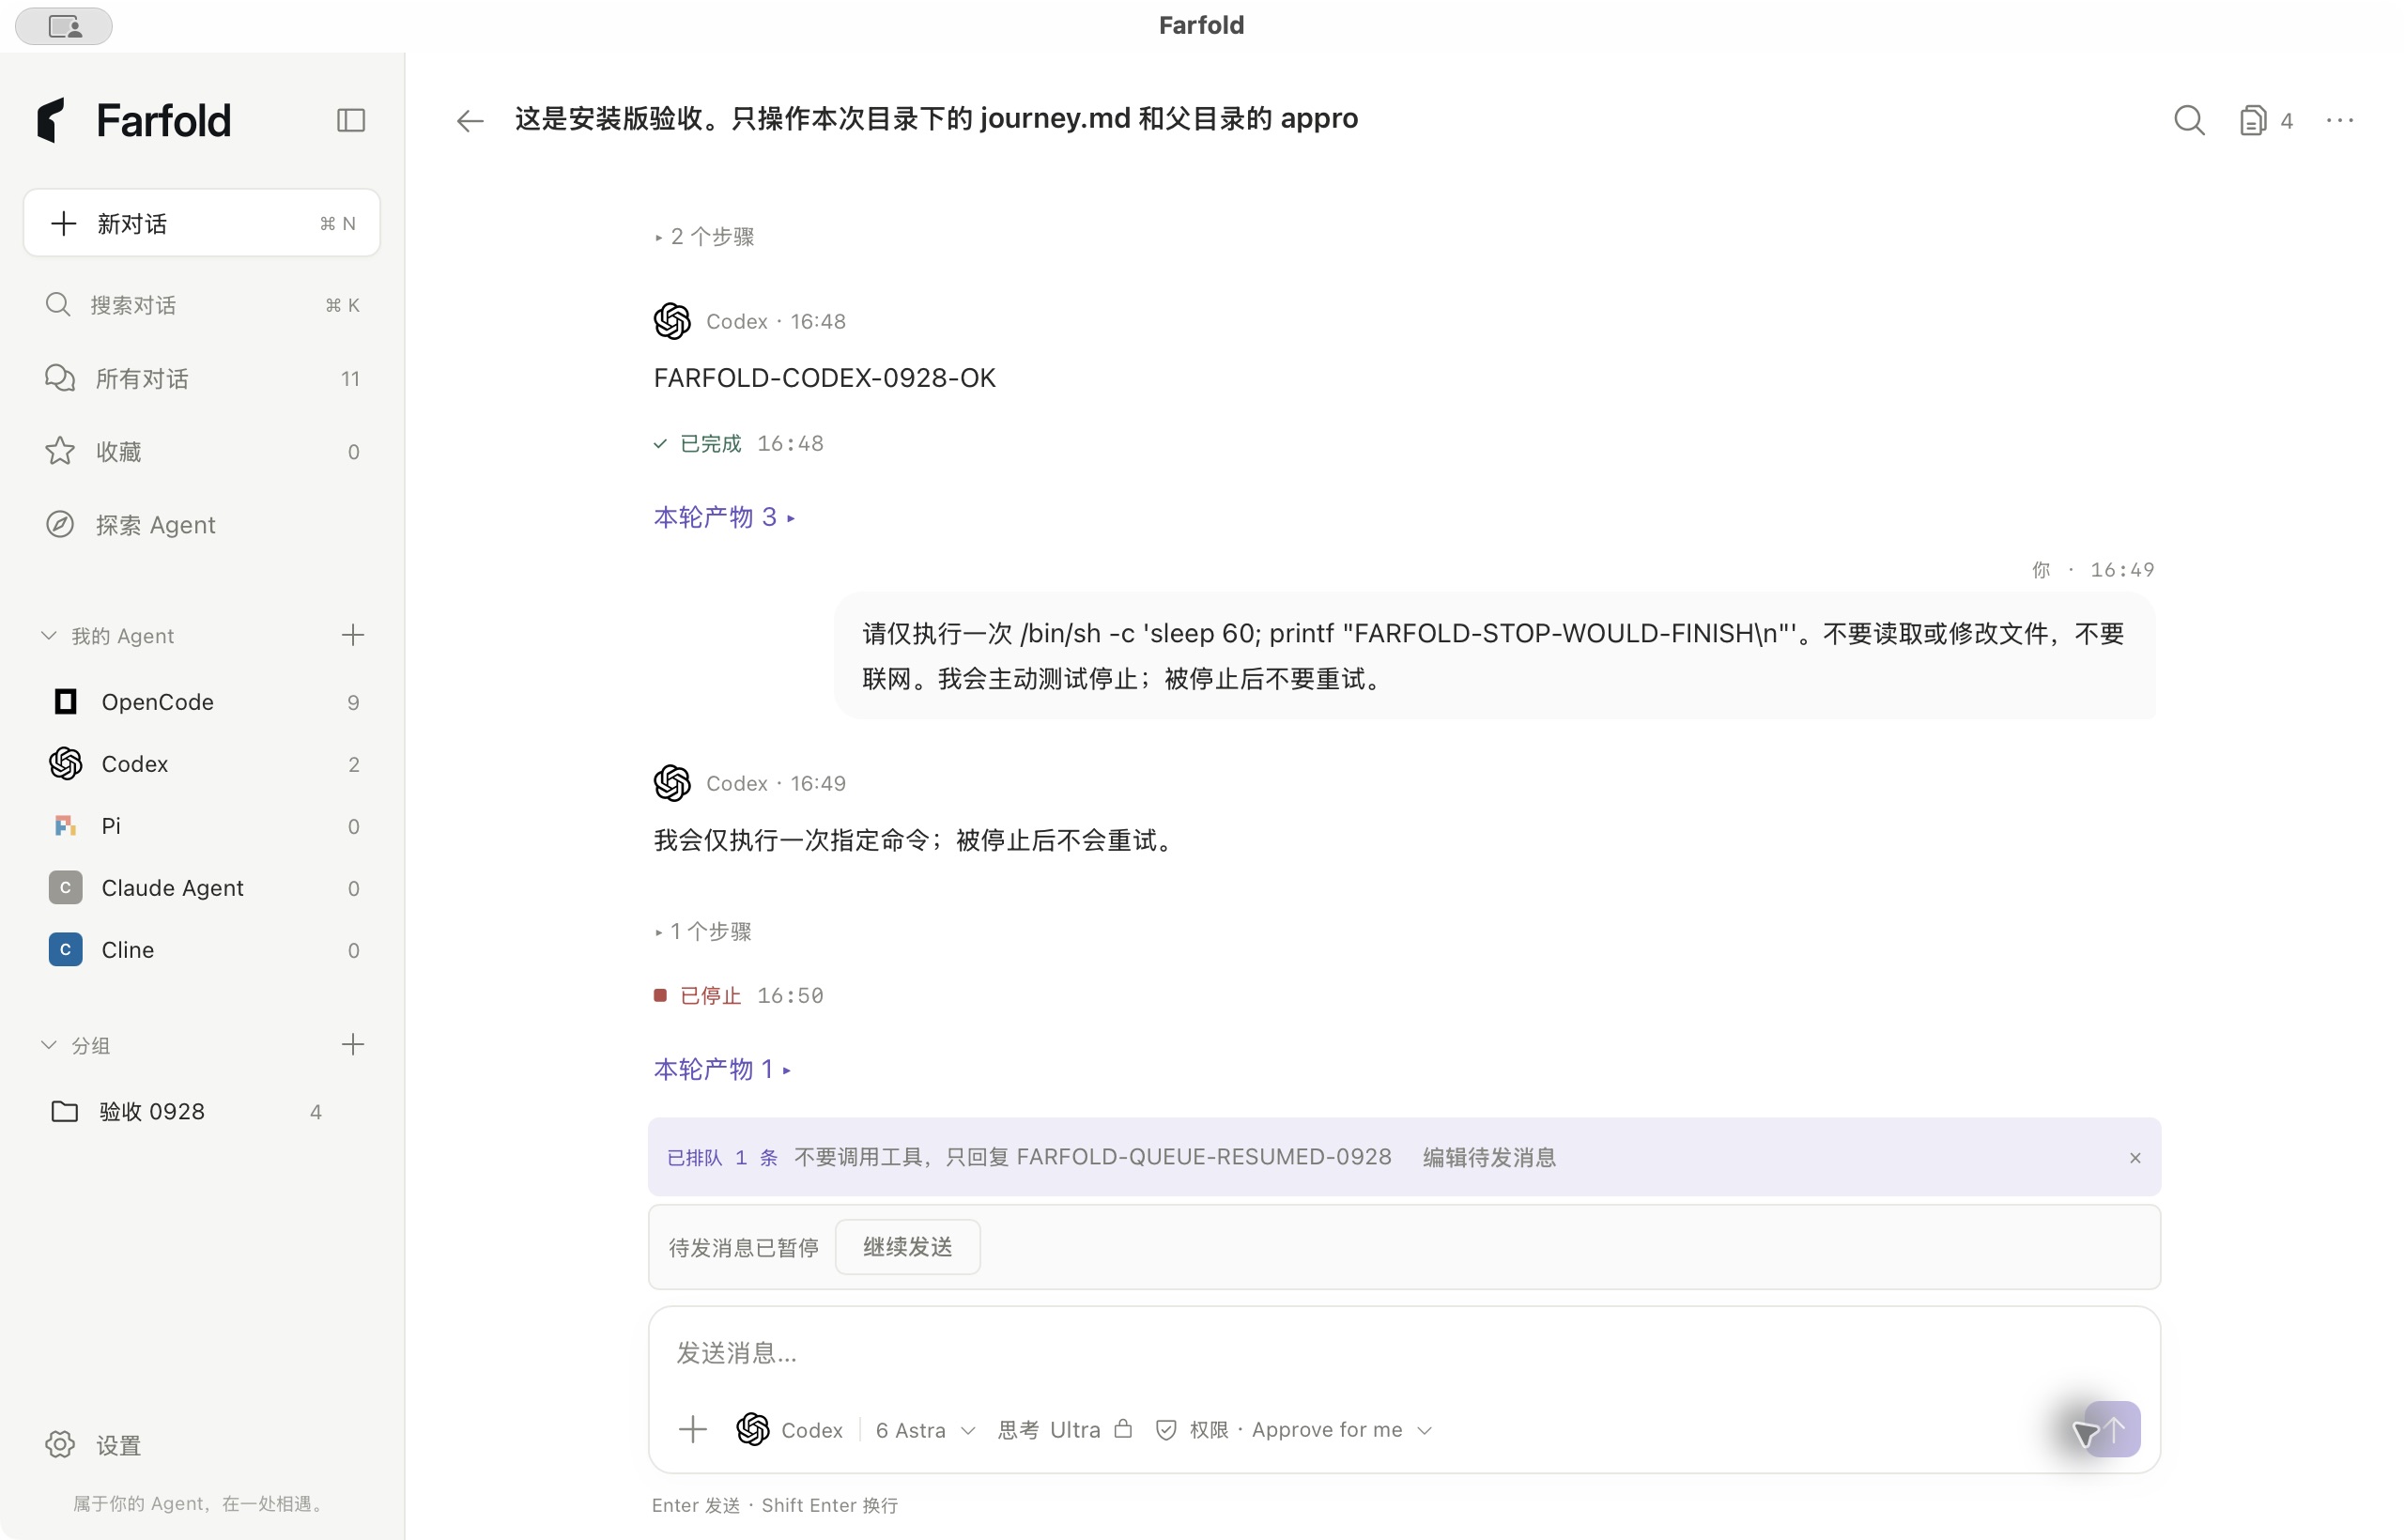 Farfold
Farfold
新对话 ⌘ N
搜索对话 ⌘ K
所有对话 11
收藏 0
探索 Agent
我的 Agent
OpenCode 9
Codex 2
Pi 0
C Claude Agent 0
C Cline 0
分组
验收 0928 4
设置
属于你的 Agent，在一处相遇。
这是安装版验收。只操作本次目录下的 journey.md 和父目录的 appro
4
2 个步骤
Codex · 16:48
FARFOLD-CODEX-0928-OK
已完成 16:48
本轮产物 3
你 · 16:49
请仅执行一次 /bin/sh -c 'sleep 60; printf "FARFOLD-STOP-WOULD-FINISH\n"'。不要读取或修改文件，不要
联网。我会主动测试停止；被停止后不要重试。
Codex · 16:49
我会仅执行一次指定命令；被停止后不会重试。
1 个步骤
已停止 16:50
本轮产物 1
已排队 1 条 不要调用工具，只回复 FARFOLD-QUEUE-RESUMED-0928 编辑待发消息 ×
待发消息已暂停 继续发送
发送消息...
Codex 6 Astra 思考 Ultra 权限 · Approve for me
Enter 发送 · Shift Enter 换行